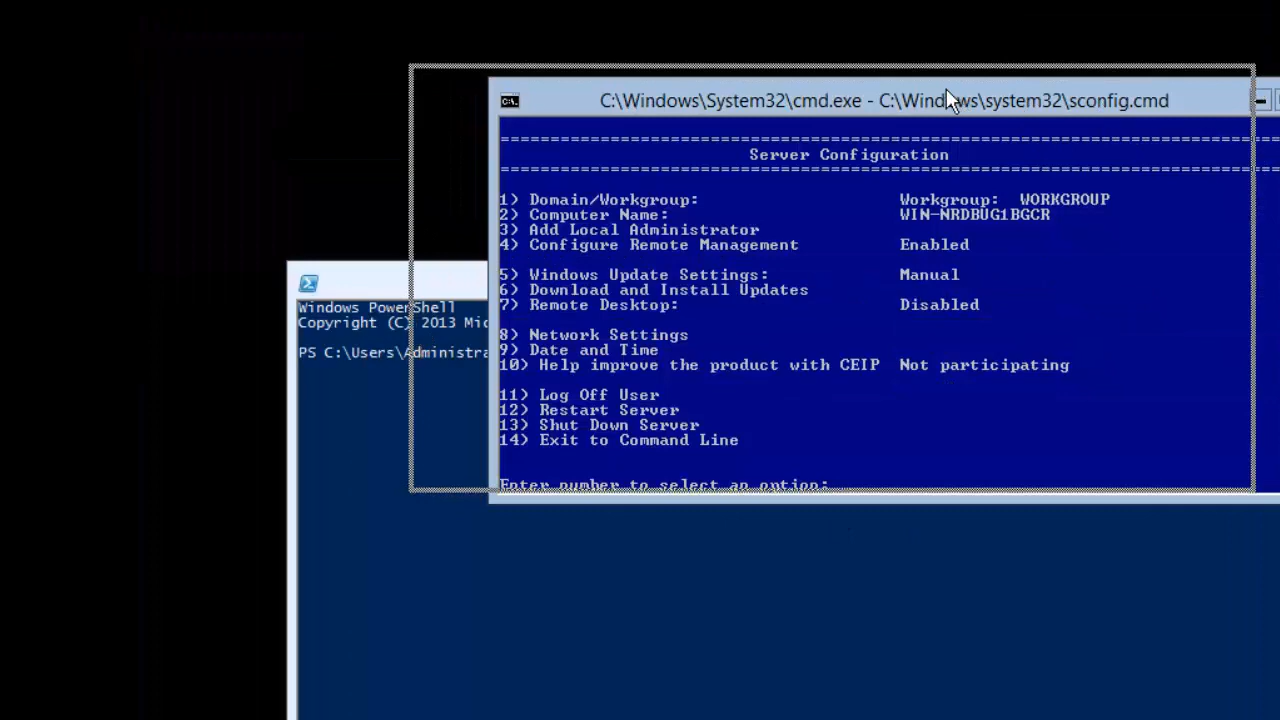 C:\Windows\System32\cmd.exe - C:\Windows\system32\sconfig.cmd
===============================================================================
Server Configuration
===============================================================================
1) Domain/Workgroup: Workgroup: WORKGROUP
2) Computer Name: WIN-NRDBUG1BGCR
3) Add Local Administrator
4) Configure Remote Management Enabled
5) Windows Update Settings: Manual
6) Download and Install Updates
7) Remote Desktop: Disabled
8) Network Settings
9) Date and Time
10) Help improve the product with CEIP Not participating
11) Log Off User
12) Restart Server
13) Shut Down Server
14) Exit to Command Line
Enter number to select an option:
Windows PowerShell
Copyright (C) 2013 Mic
PS C:\Users\Administra